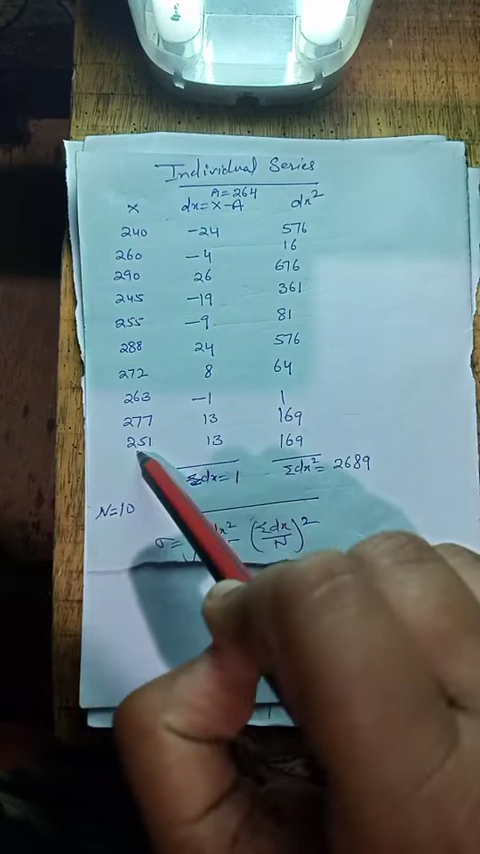 Individual Series
A=264
X dx=X-A dx²
240 -24 576
260 -4 16
290 26 676
245 -19 361
255 -9 81
288 24 576
272 8 64
263 -1 1
277 13 169
251 13 169
Σdx=1 Σdx²=2689
N=10
σ= dx² (Σdx/N)²